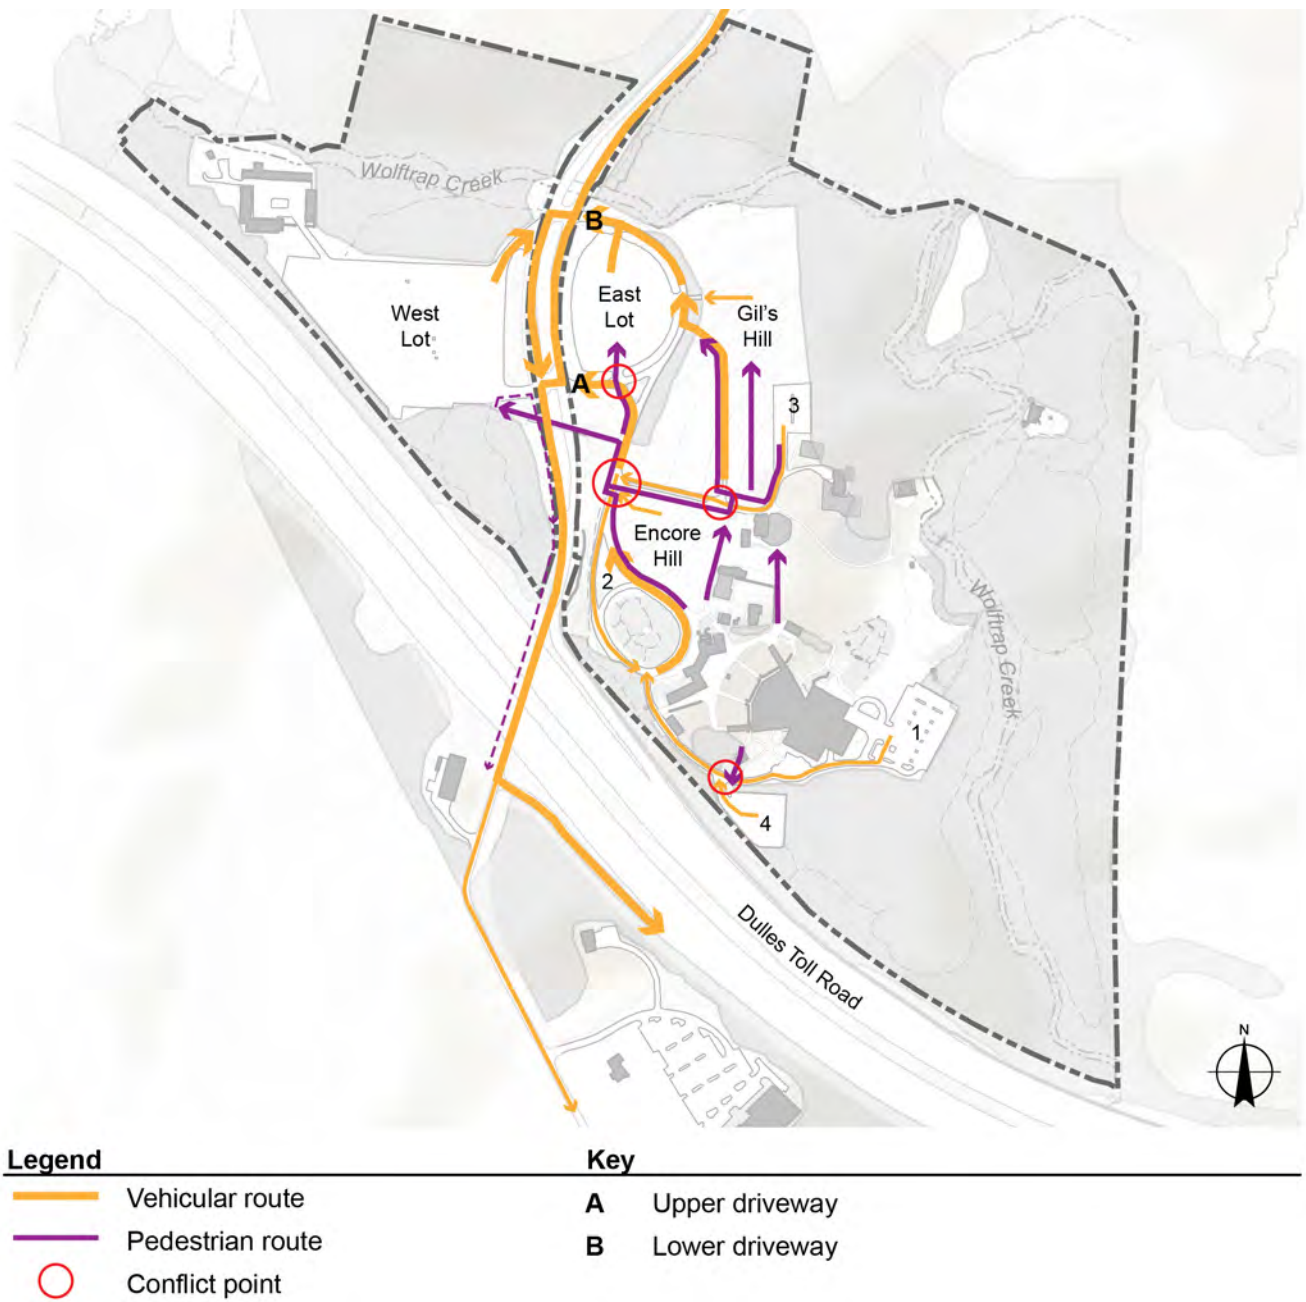 Wolftrap Creek
B
East
Lot
West
Lot
Gil's
Hill
A
3
Encore
Hill
2
Wolftrap Creek
1
4
Dulles Toll Road
N
Legend
Key
Vehicular route
A Upper driveway
Pedestrian route
B Lower driveway
Conflict point